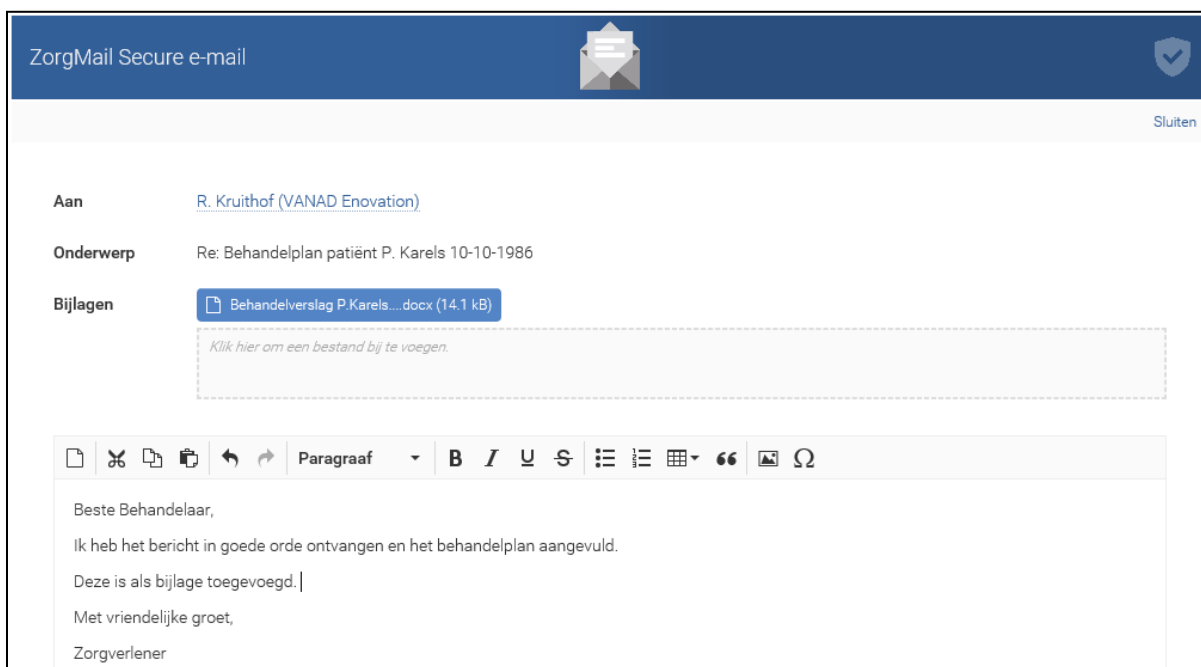 ZorgMail Secure e-mail
Sluiten
Aan R. Kruithof (VANAD Enovation)
Onderwerp Re: Behandelplan patiënt P. Karels 10-10-1986
Bijlagen Behandelverslag P.Karels....docx (14.1 kB)
Klik hier om een bestand bij te voegen.
Paragraaf B I U S Ω
Beste Behandelaar,
Ik heb het bericht in goede orde ontvangen en het behandelplan aangevuld.
Deze is als bijlage toegevoegd.
Met vriendelijke groet,
Zorgverlener